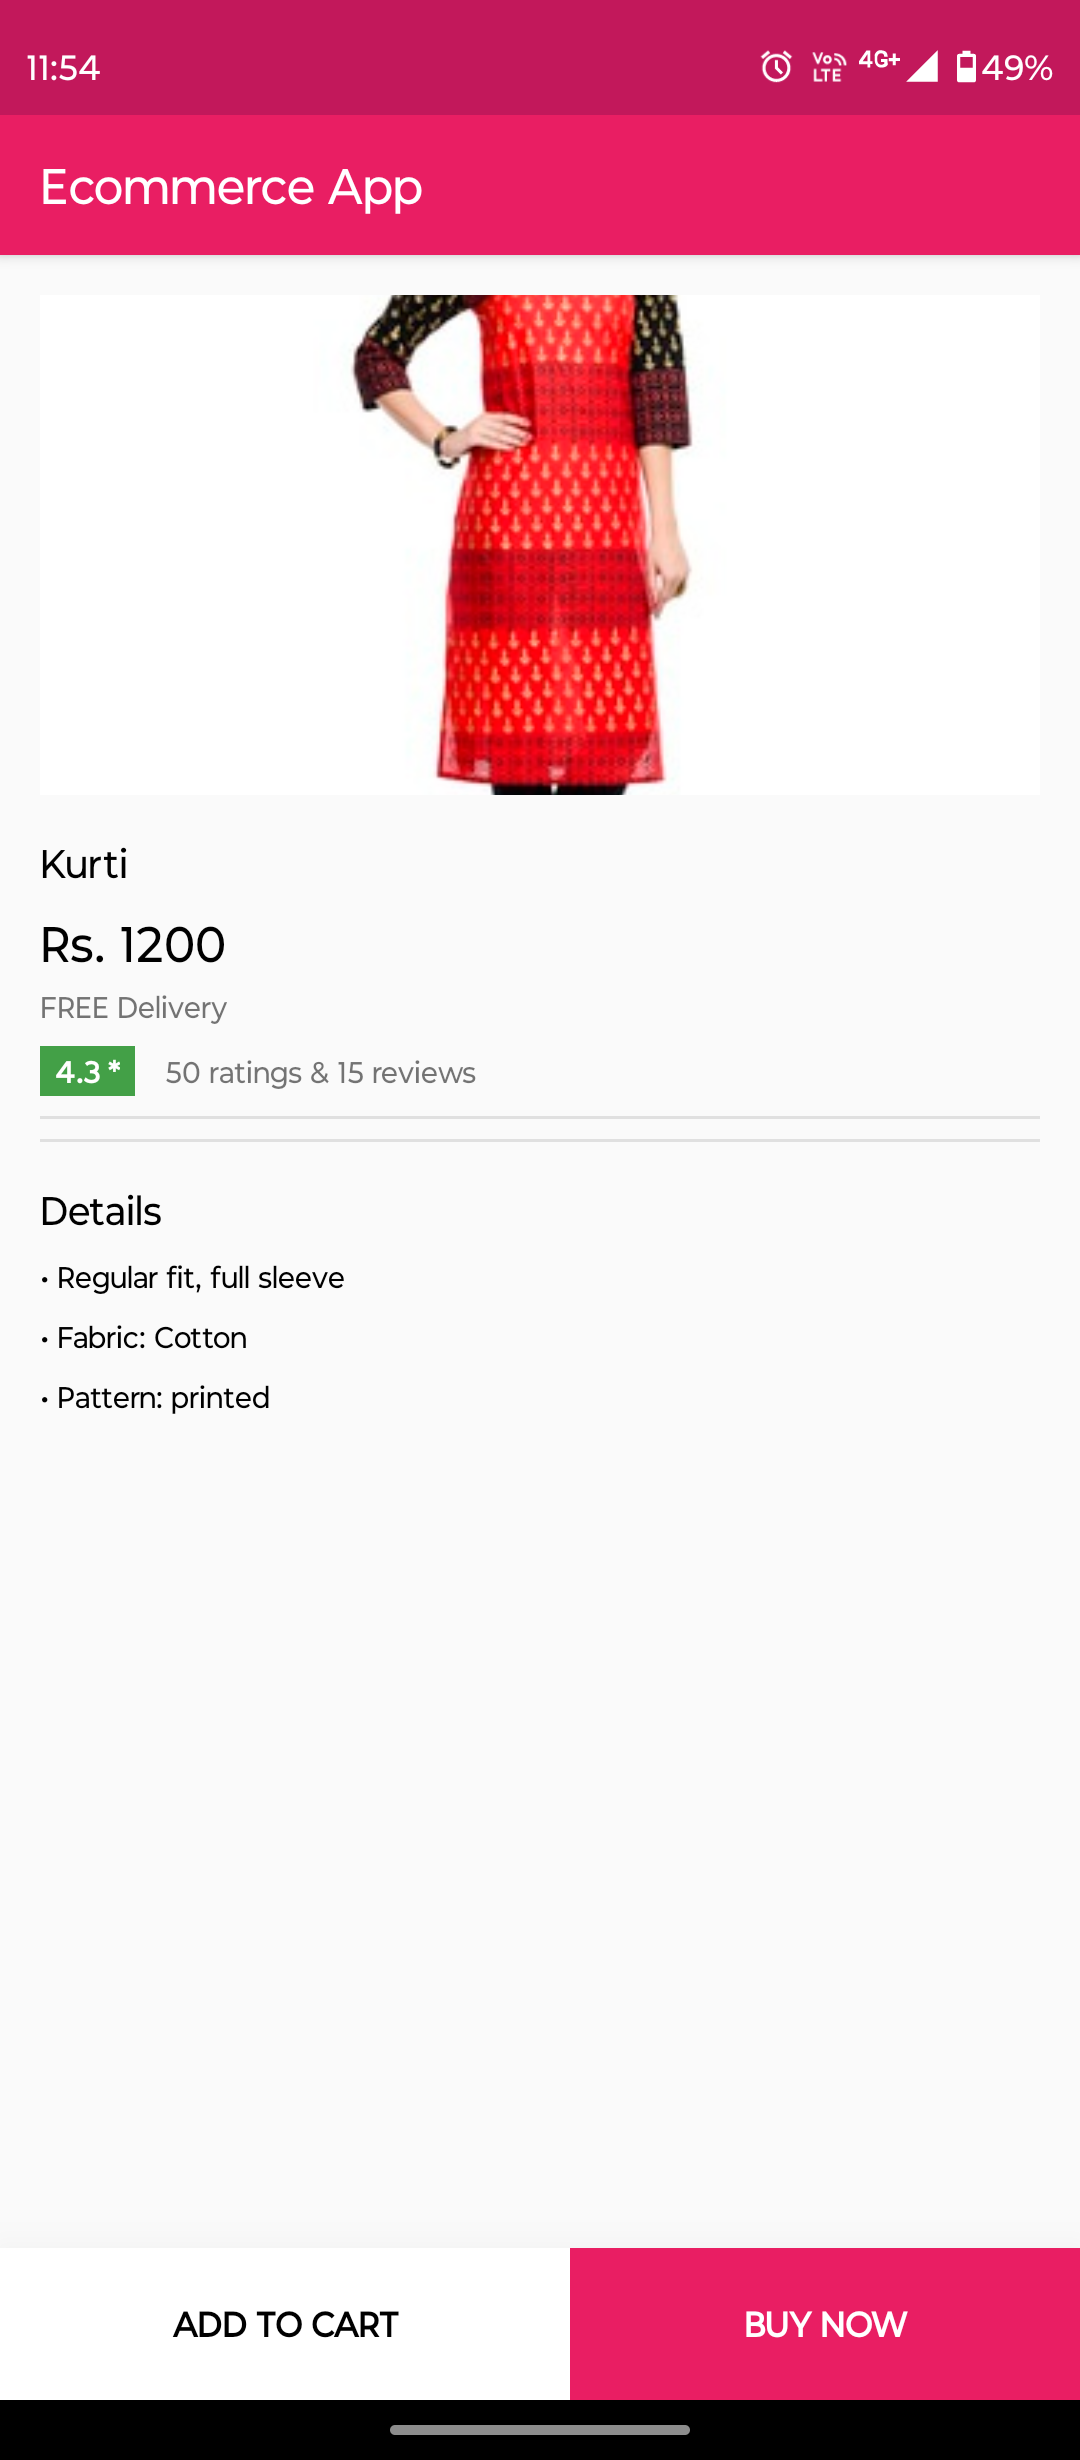 11:54 Vo LTE 4G+ 49%
Ecommerce App
Kurti
Rs. 1200
FREE Delivery
4.3 * 50 ratings & 15 reviews
Details
• Regular fit, full sleeve
• Fabric: Cotton
• Pattern: printed
ADD TO CART BUY NOW